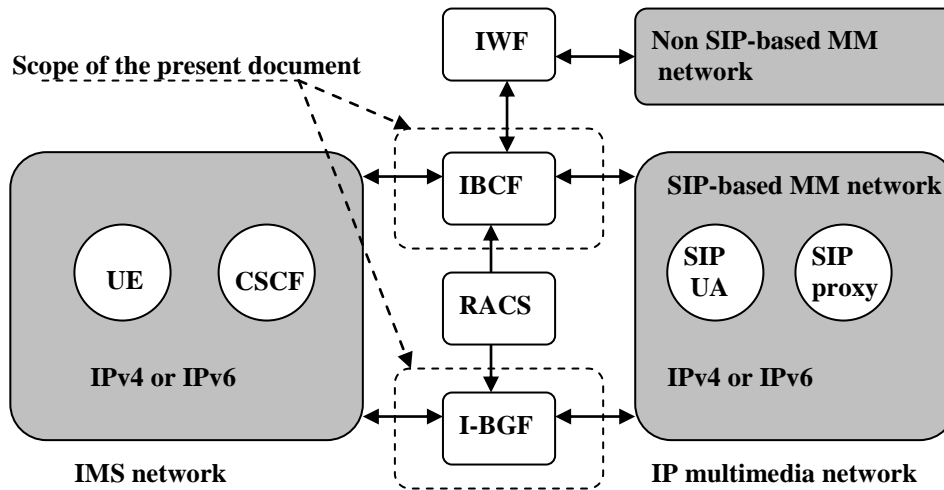 IWF
Non SIP-based MM
network
Scope of the present document
IBCF
SIP-based MM network
UE
CSCF
SIP
UA
SIP
proxy
RACS
IPv4 or IPv6
IPv4 or IPv6
I-BGF
IMS network
IP multimedia network